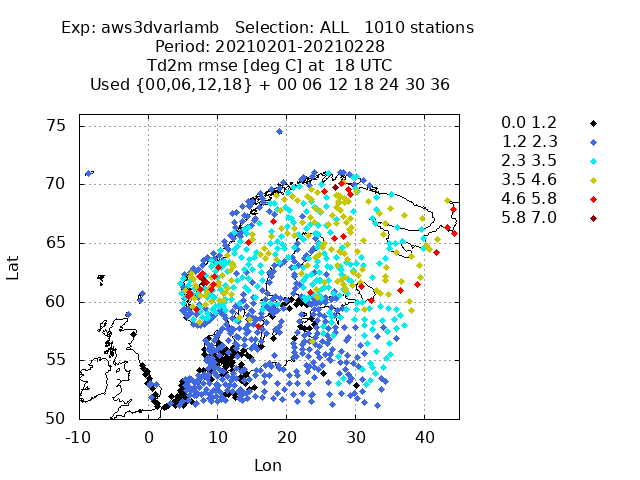 Exp: aws3dvarlamb   Selection: ALL   1010 stations
Period: 20210201-20210228
Td2m rmse [deg C] at  18 UTC
Used {00,06,12,18} + 00 06 12 18 24 30 36
0.0 1.2
1.2 2.3
2.3 3.5
3.5 4.6
4.6 5.8
5.8 7.0
75
70
65
60
55
50
Lat
-10 0 10 20 30 40
Lon